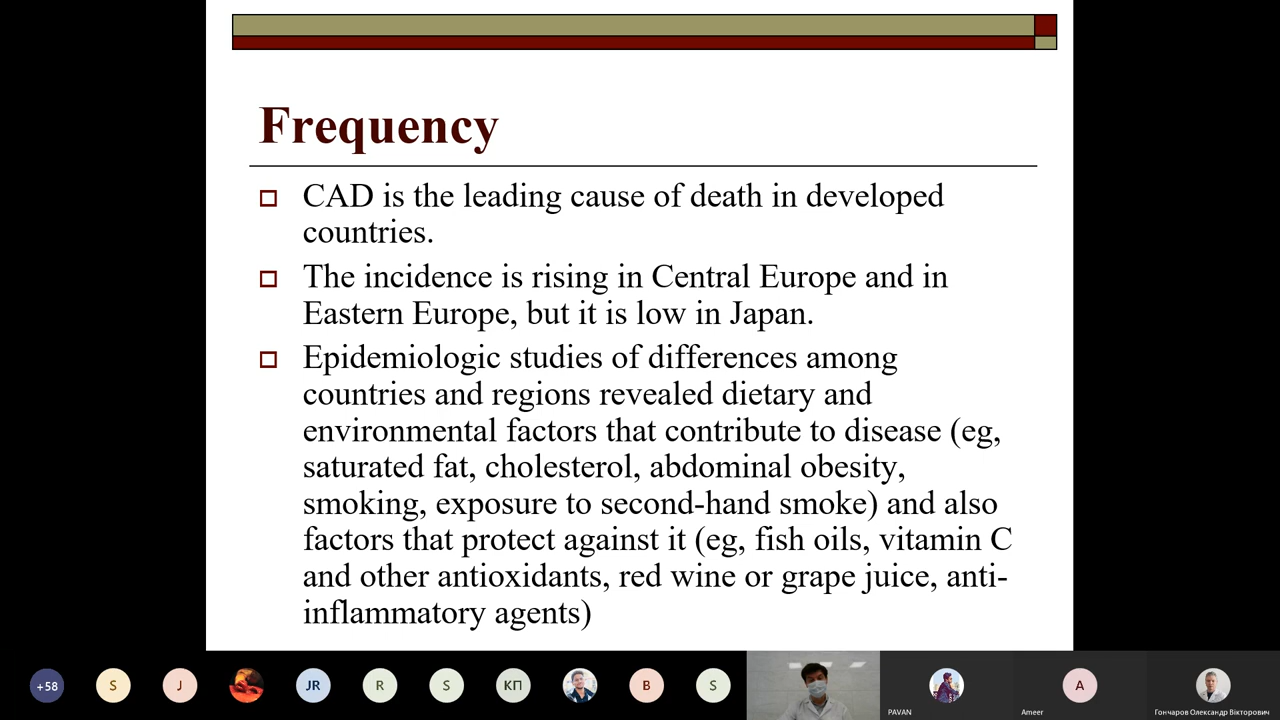 Frequency
CAD is the leading cause of death in developed
countries.
The incidence is rising in Central Europe and in
Eastern Europe, but it is low in Japan.
Epidemiologic studies of differences among
countries and regions revealed dietary and
environmental factors that contribute to disease (eg,
saturated fat, cholesterol, abdominal obesity,
smoking, exposure to second-hand smoke) and also
factors that protect against it (eg, fish oils, vitamin C
and other antioxidants, red wine or grape juice, anti-
inflammatory agents)
+58
S
J
JR
R
S
КП
B
S
PAVAN
A
Ameer
Гончаров Олександр Вікторович